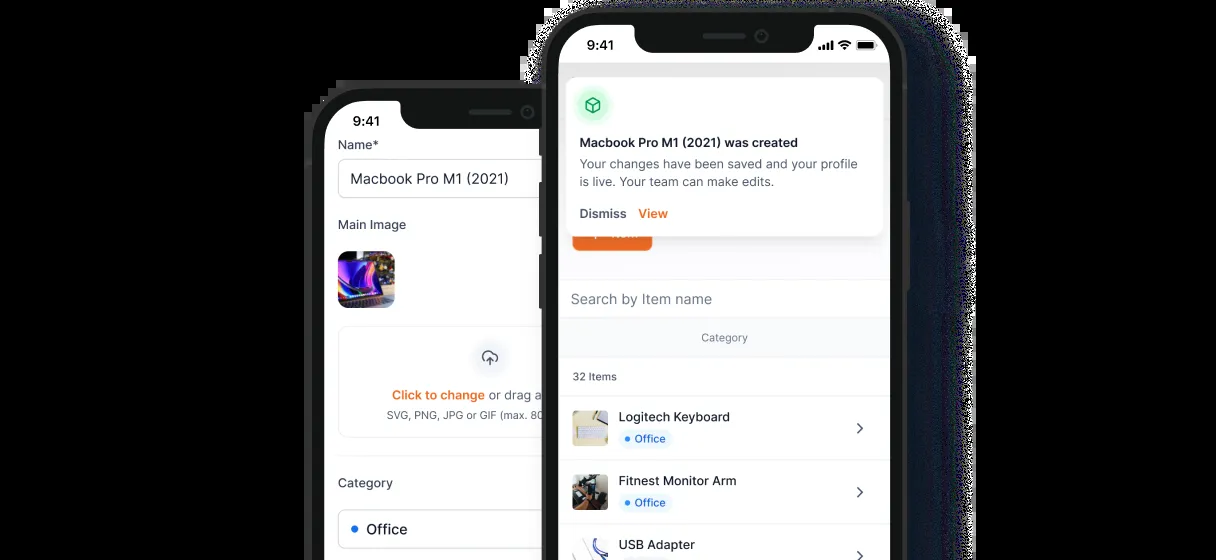 9:41
Name*
Macbook Pro M1 (2021)
Main Image
Click to change or drag a
SVG, PNG, JPG or GIF (max. 80
Category
Office
9:41
Macbook Pro M1 (2021) was created
Your changes have been saved and your profile
is live. Your team can make edits.
Dismiss View
Search by Item name
Category
32 Items
Logitech Keyboard
Office
Fitnest Monitor Arm
Office
USB Adapter